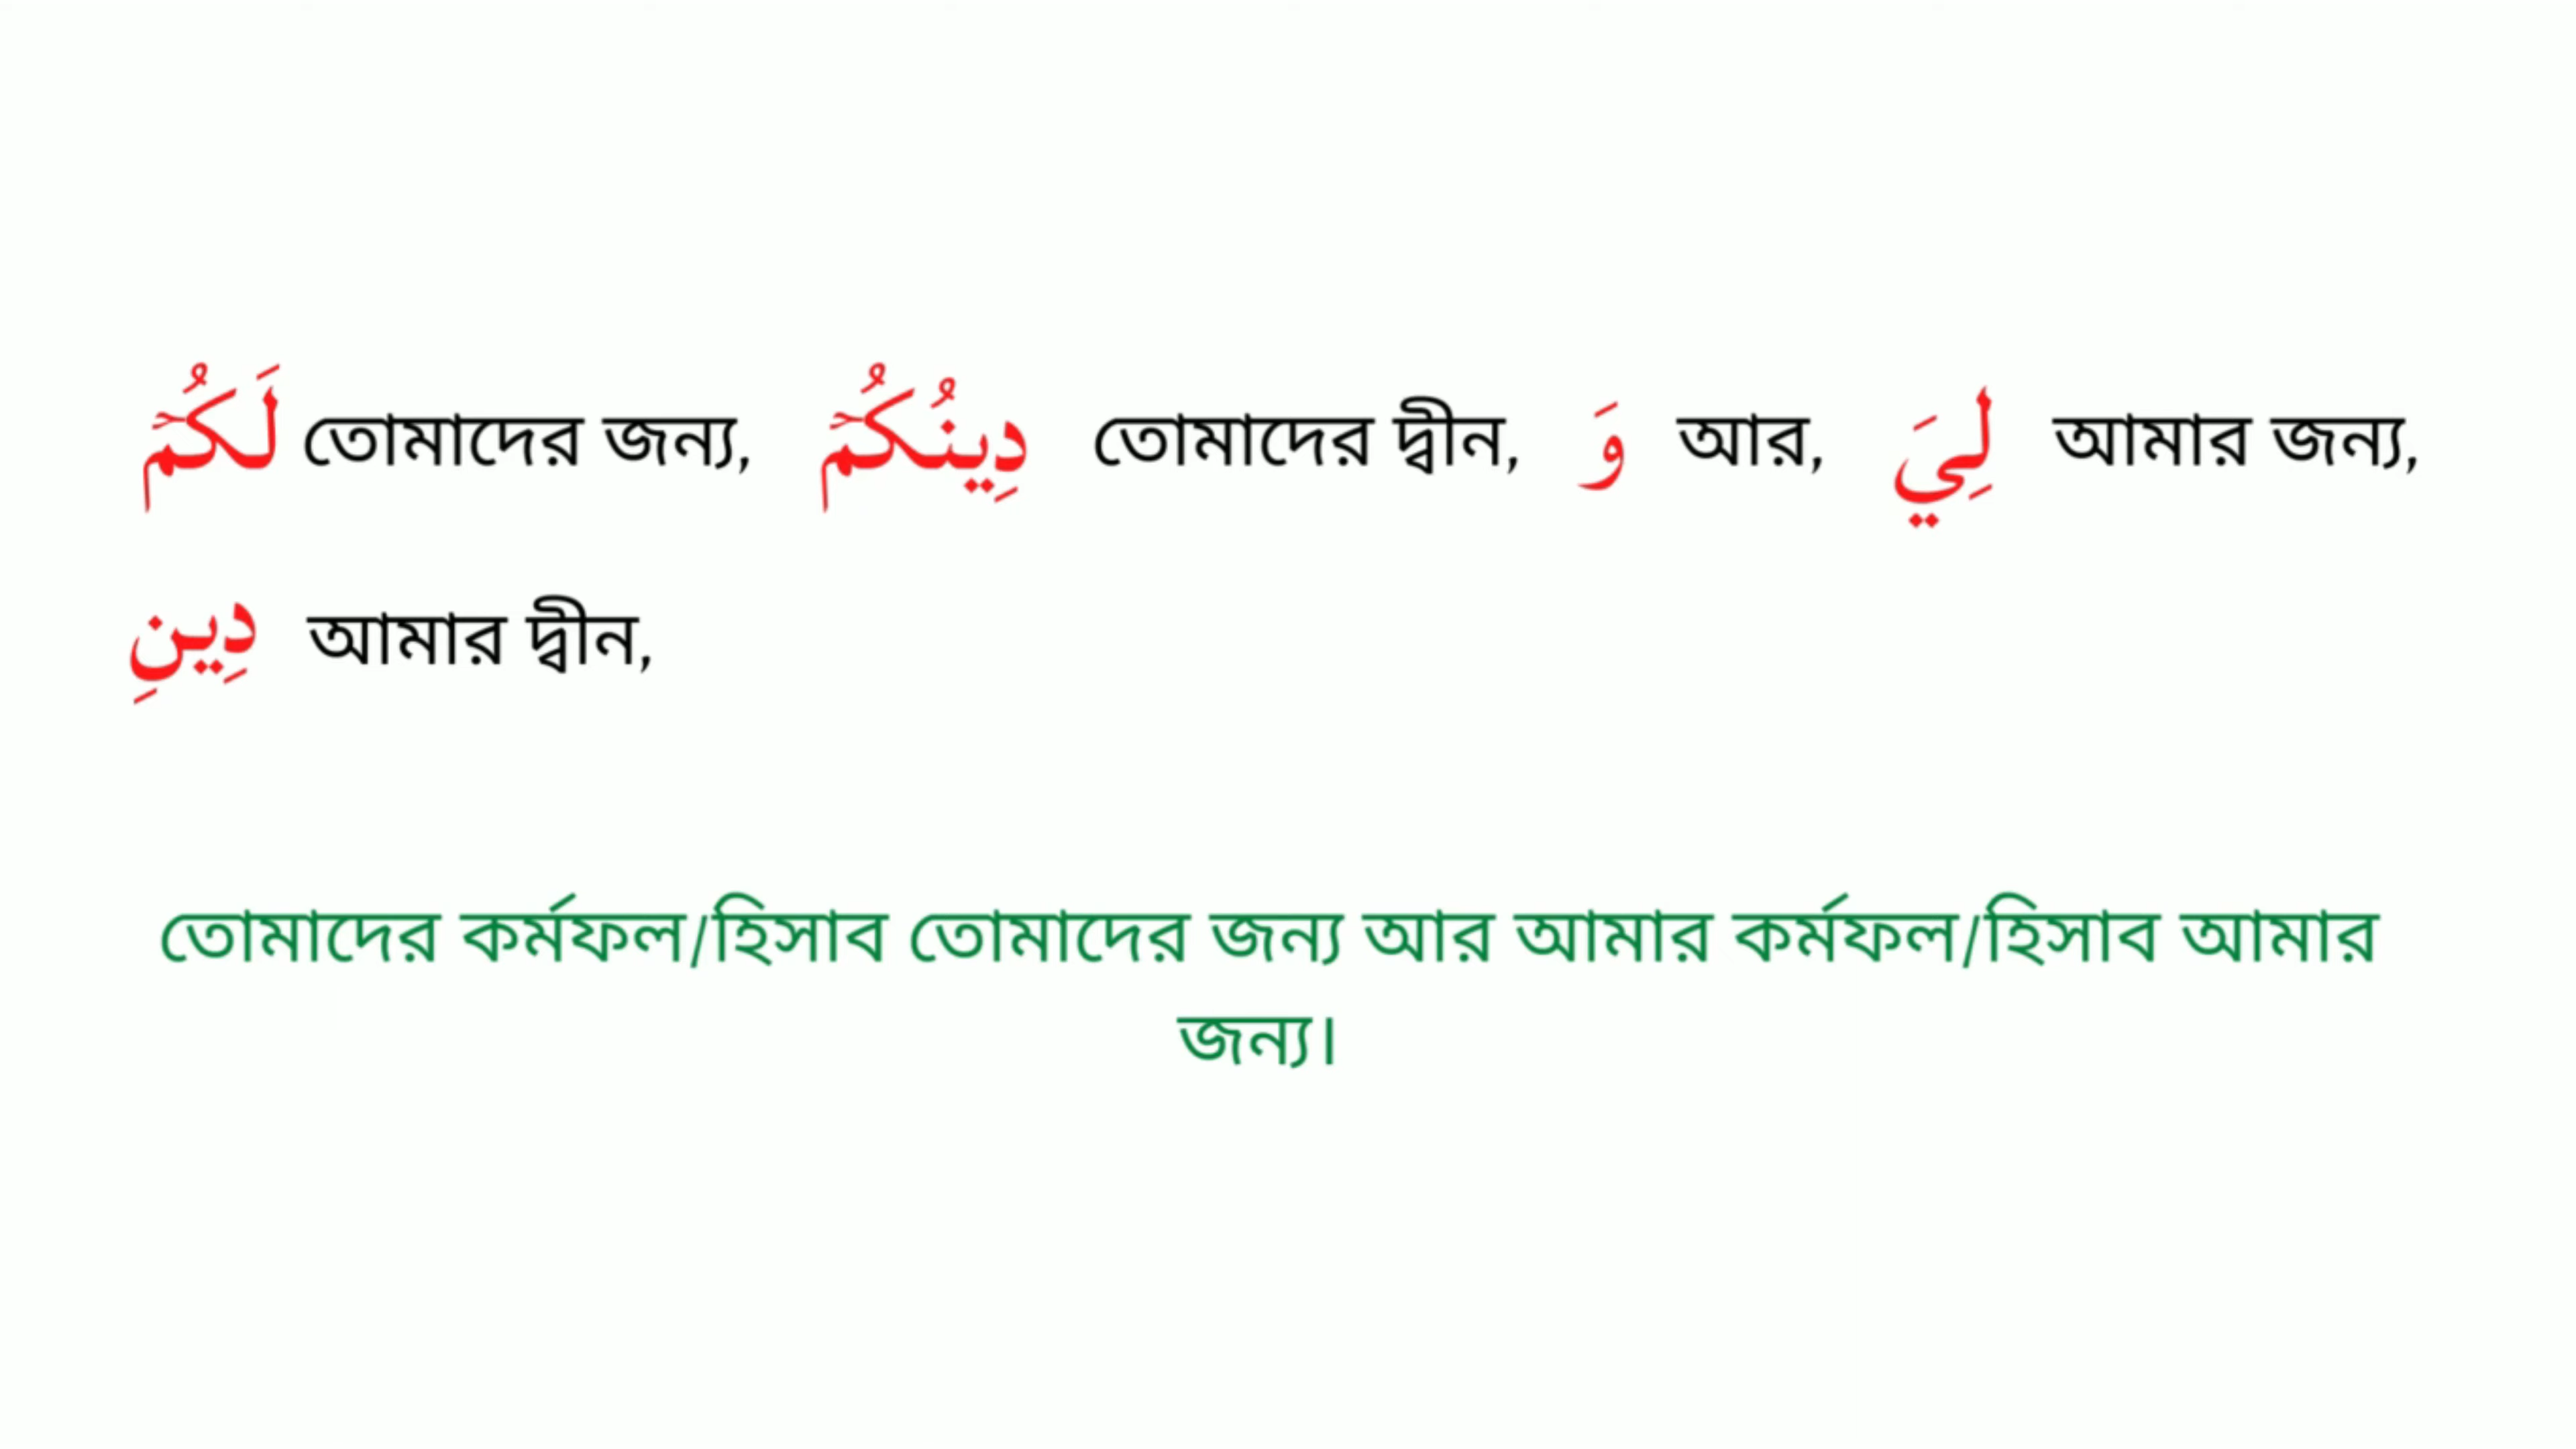 لَكُمْ তোমাদের জন্য, دِينُكُمْ তোমাদের দ্বীন, وَ আর, لِيَ আমার জন্য,
دِينِ আমার দ্বীন,
তোমাদের কর্মফল/হিসাব তোমাদের জন্য আর আমার কর্মফল/হিসাব আমার
জন্য।